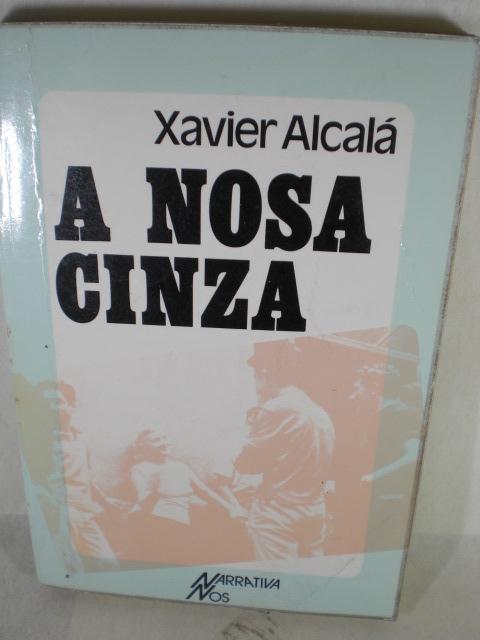 Xavier Alcalá
A NOSA
CINZA
NARRATIVA
NOS